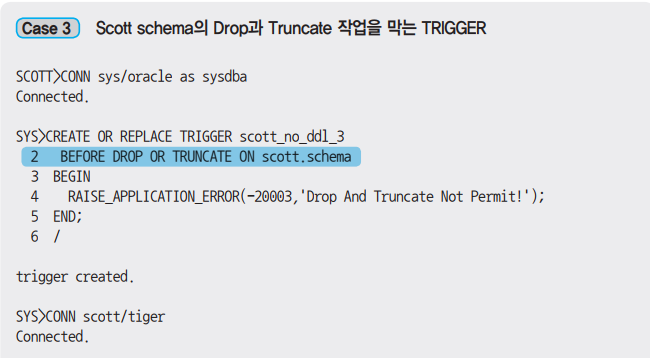 Case 3 Scott schema의 Drop과 Truncate 작업을 막는 TRIGGER
SCOTT>CONN sys/oracle as sysdba
Connected.
SYS>CREATE OR REPLACE TRIGGER scott_no_ddl_3
2 BEFORE DROP OR TRUNCATE ON scott.schema
3 BEGIN
4 RAISE_APPLICATION_ERROR(-20003,'Drop And Truncate Not Permit!');
5 END;
6 /
trigger created.
SYS>CONN scott/tiger
Connected.